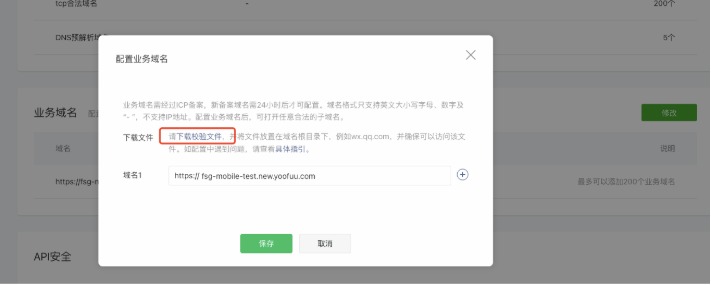 tcp合法域名
200个
DNS预解析域
5个
配置业务域名
业务域名需经过ICP备案，新备案域名需24小时后才可配置。域名格式只支持英文大小写字母、数字及
“- ”，不支持IP地址。配置业务域名后，可打开任意合法的子域名。
下载文件
请下载校验文件，并将文件放置在域名根目录下，例如wx.qq.com，并确保可以访问该文
件。如配置中遇到问题，请查看具体指引。
域名1
https:// fsg-mobile-test.new.yoofuu.com
保存
取消
业务域名
配
修改
域名
说明
https://fsg-n
最多可以添加200个业务域名
API安全